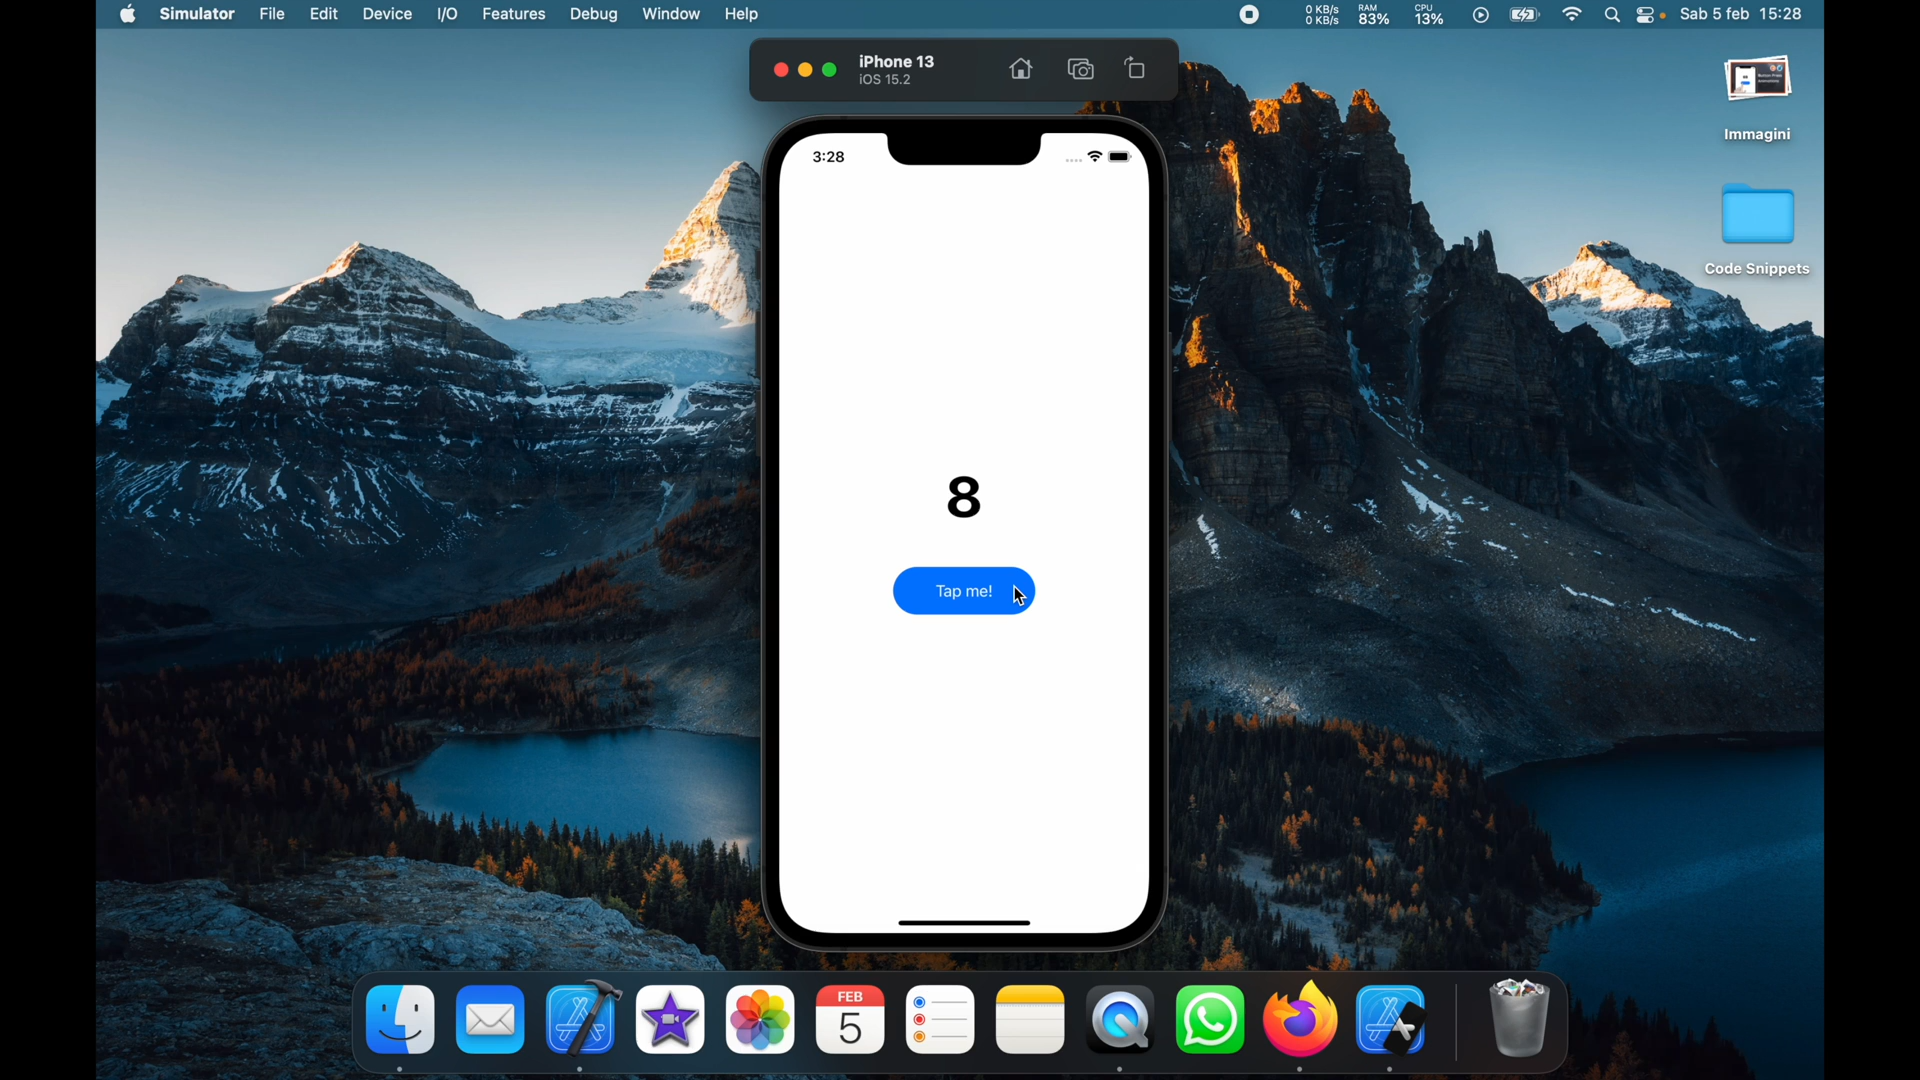 Simulator File Edit Device I/O Features Debug Window Help
0 KB/s
0 KB/s
RAM
83%
CPU
13%
Sab 5 feb 15:28
iPhone 13
iOS 15.2
Immagini
Code Snippets
3:28
8
Tap me!
FEB
5